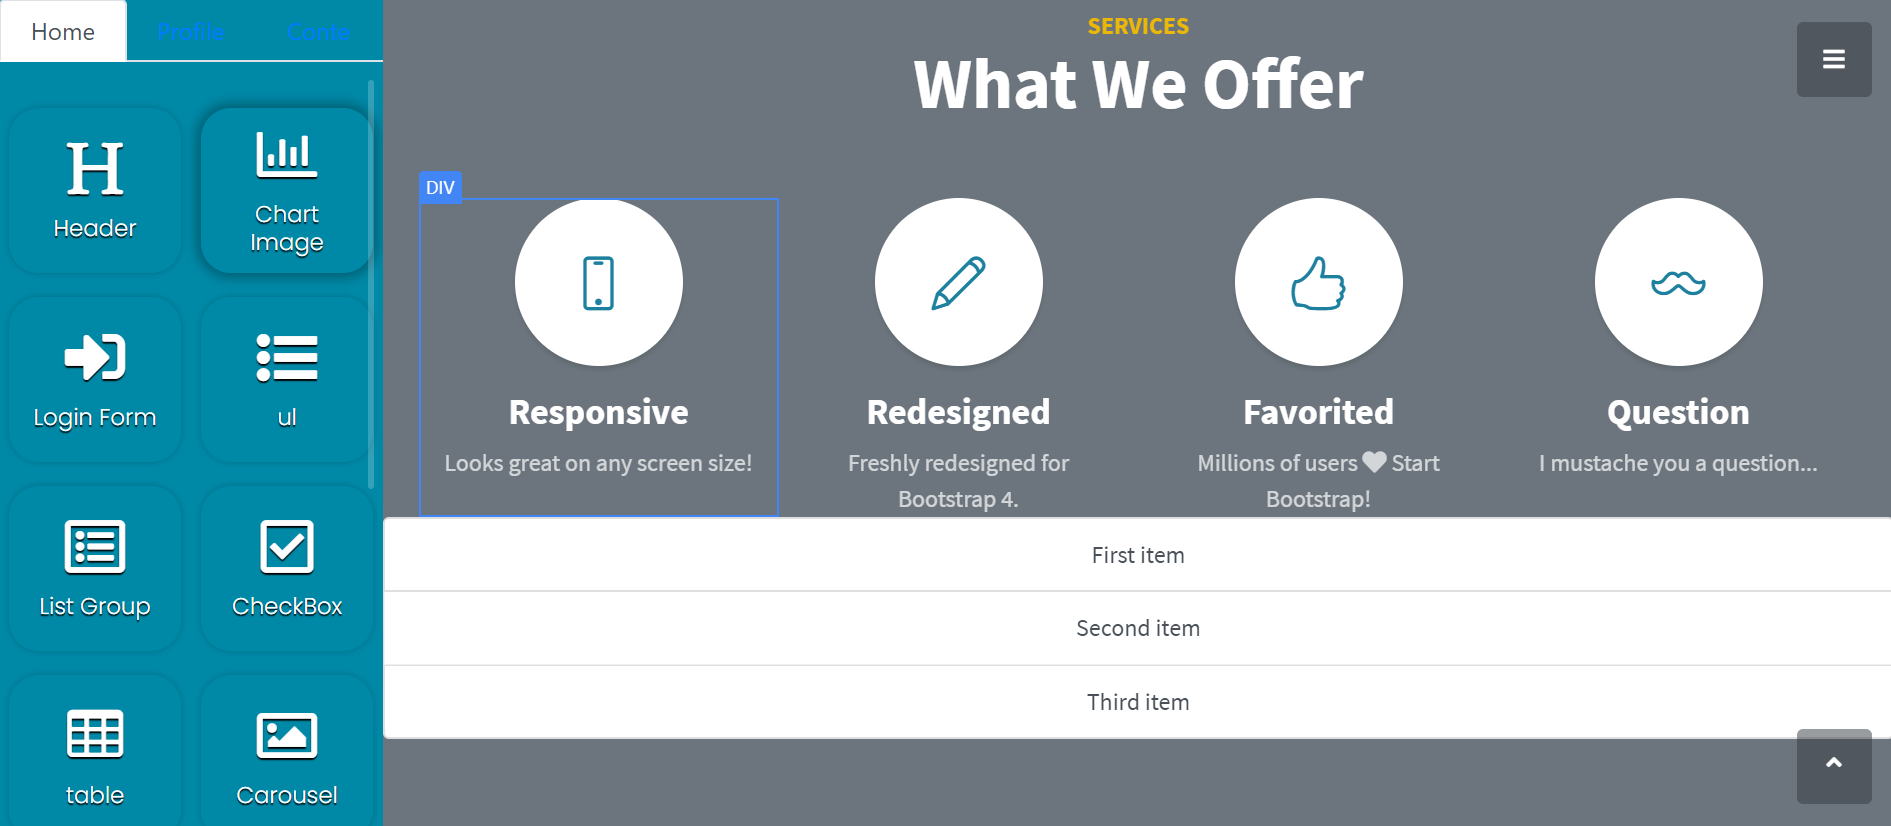 Home
Profile
Conte
Header
Chart
Image
Login Form
ul
List Group
CheckBox
table
Carousel
SERVICES
What We Offer
DIV
Responsive
Looks great on any screen size!
Redesigned
Freshly redesigned for
Bootstrap 4.
Favorited
Millions of users Start
Bootstrap!
Question
I mustache you a question...
First item
Second item
Third item